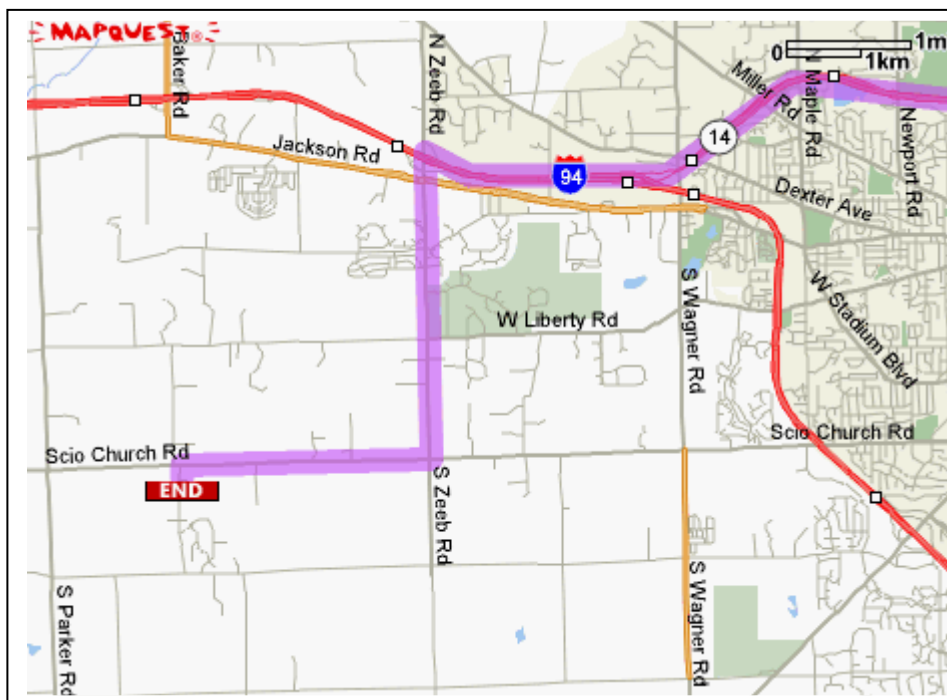 MAPQUEST®
Baker Rd
N Zeeb Rd
0 1m
1km
Miller Rd
N Maple Rd
14
Newport Rd
Jackson Rd
94
Dexter Ave
S Wagner Rd
W Liberty Rd
W Stadium Blvd
Scio Church Rd
Scio Church Rd
END
S Zeeb Rd
S Parker Rd
S Wagner Rd